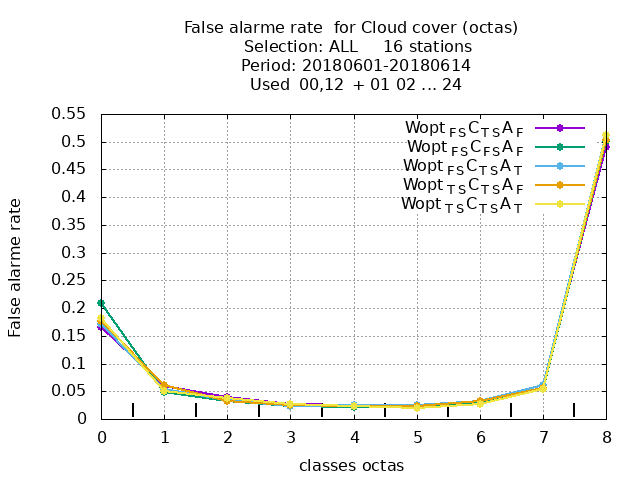 False alarme rate for Cloud cover (octas)
Selection: ALL 16 stations
Period: 20180601-20180614
Used 00,12 + 01 02 ... 24
Wopt FS C TS A F
Wopt FS C FS A F
Wopt FS C TS A T
Wopt TS C TS A F
Wopt TS C TS A T
0.55
0.5
0.45
0.4
0.35
0.3
0.25
0.2
0.15
0.1
0.05
0
False alarme rate
0 1 2 3 4 5 6 7 8
classes octas